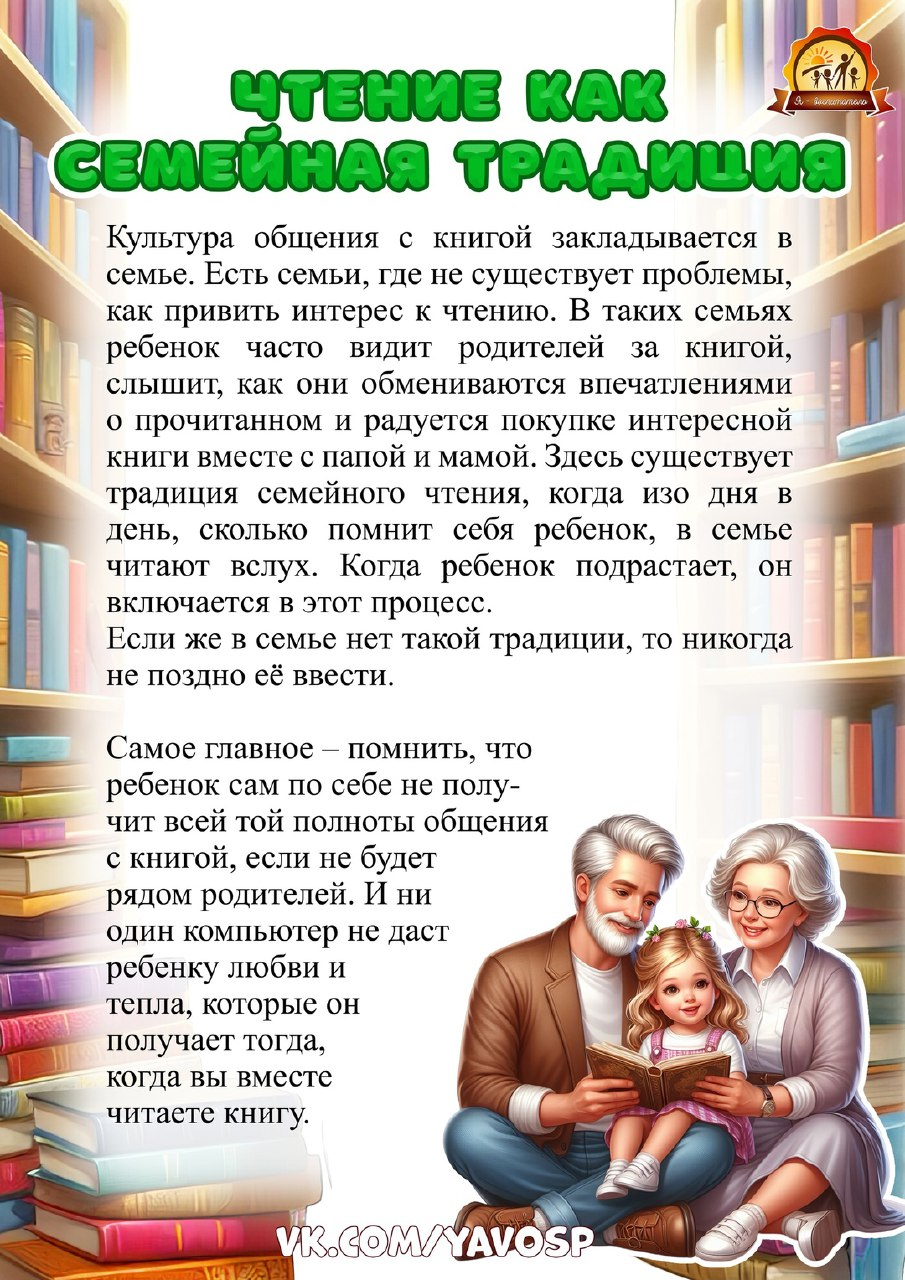 ЧТЕНИЕ КАК
СЕМЕЙНАЯ ТРАДИЦИЯ
Я - Воспитатель
Культура общения с книгой закладывается в
семье. Есть семьи, где не существует проблемы,
как привить интерес к чтению. В таких семьях
ребенок часто видит родителей за книгой,
слышит, как они обмениваются впечатлениями
о прочитанном и радуется покупке интересной
книги вместе с папой и мамой. Здесь существует
традиция семейного чтения, когда изо дня в
день, сколько помнит себя ребенок, в семье
читают вслух. Когда ребенок подрастает, он
включается в этот процесс.
Если же в семье нет такой традиции, то никогда
не поздно её ввести.
Самое главное – помнить, что
ребенок сам по себе не полу-
чит всей той полноты общения
с книгой, если не будет
рядом родителей. И ни
один компьютер не даст
ребенку любви и
тепла, которые он
получает тогда,
когда вы вместе
читаете книгу.
VK.COM/YAVOSP